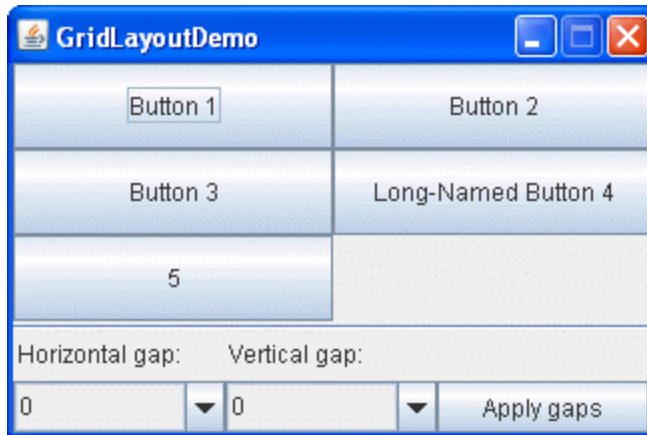 GridLayoutDemo
Button 1
Button 2
Button 3
Long-Named Button 4
5
Horizontal gap:
Vertical gap:
0
0
Apply gaps